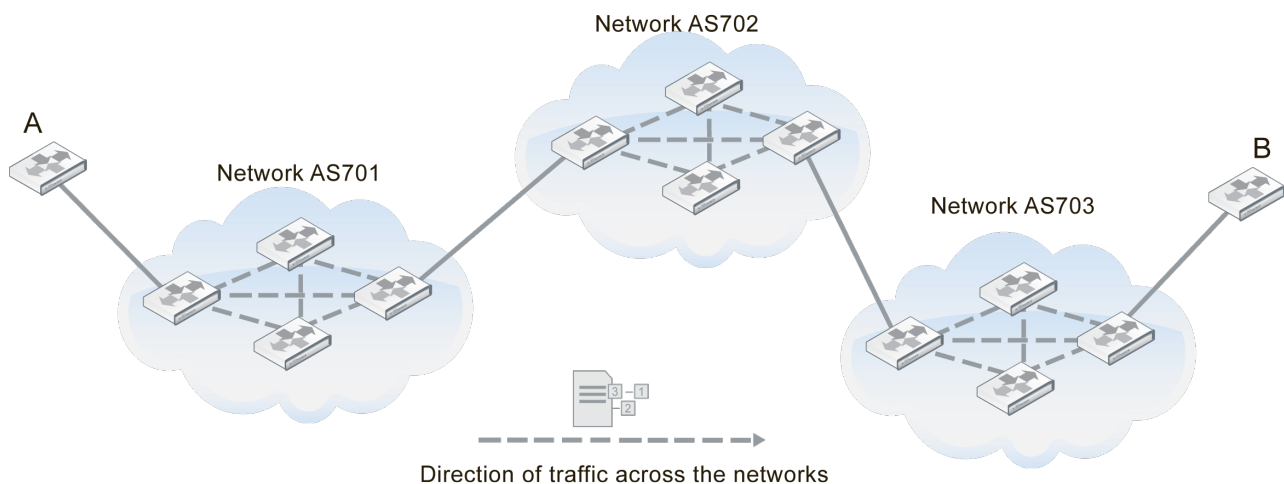 Network AS702
A
Network AS701
B
Network AS703
3
1
2
Direction of traffic across the networks